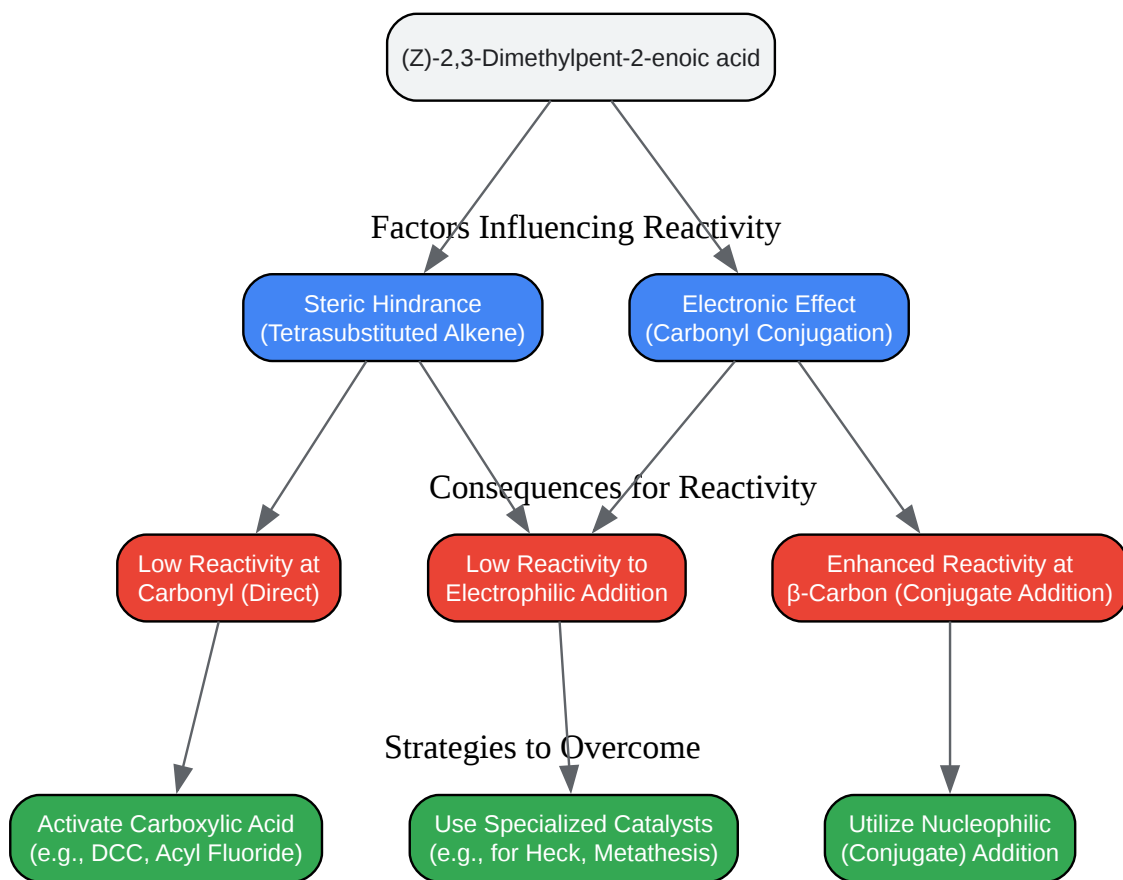 (Z)-2,3-Dimethylpent-2-enoic acid
Factors Influencing Reactivity
Steric Hindrance
(Tetrasubstituted Alkene)
Electronic Effect
(Carbonyl Conjugation)
Consequences for Reactivity
Low Reactivity at
Carbonyl (Direct)
Low Reactivity to
Electrophilic Addition
Enhanced Reactivity at
β-Carbon (Conjugate Addition)
Strategies to Overcome
Activate Carboxylic Acid
(e.g., DCC, Acyl Fluoride)
Use Specialized Catalysts
(e.g., for Heck, Metathesis)
Utilize Nucleophilic
(Conjugate) Addition